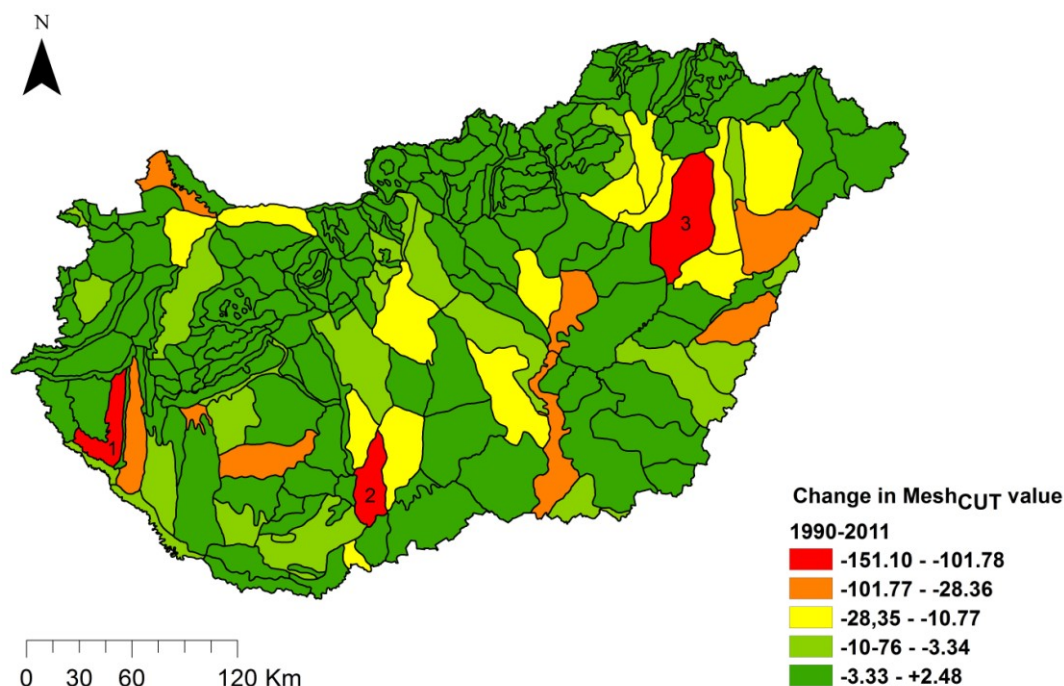 N
3
1
2
Change in MeshCUT value
1990-2011
-151.10 - -101.78
-101.77 - -28.36
-28,35 - -10.77
-10-76 - -3.34
-3.33 - +2.48
0 30 60 120 Km